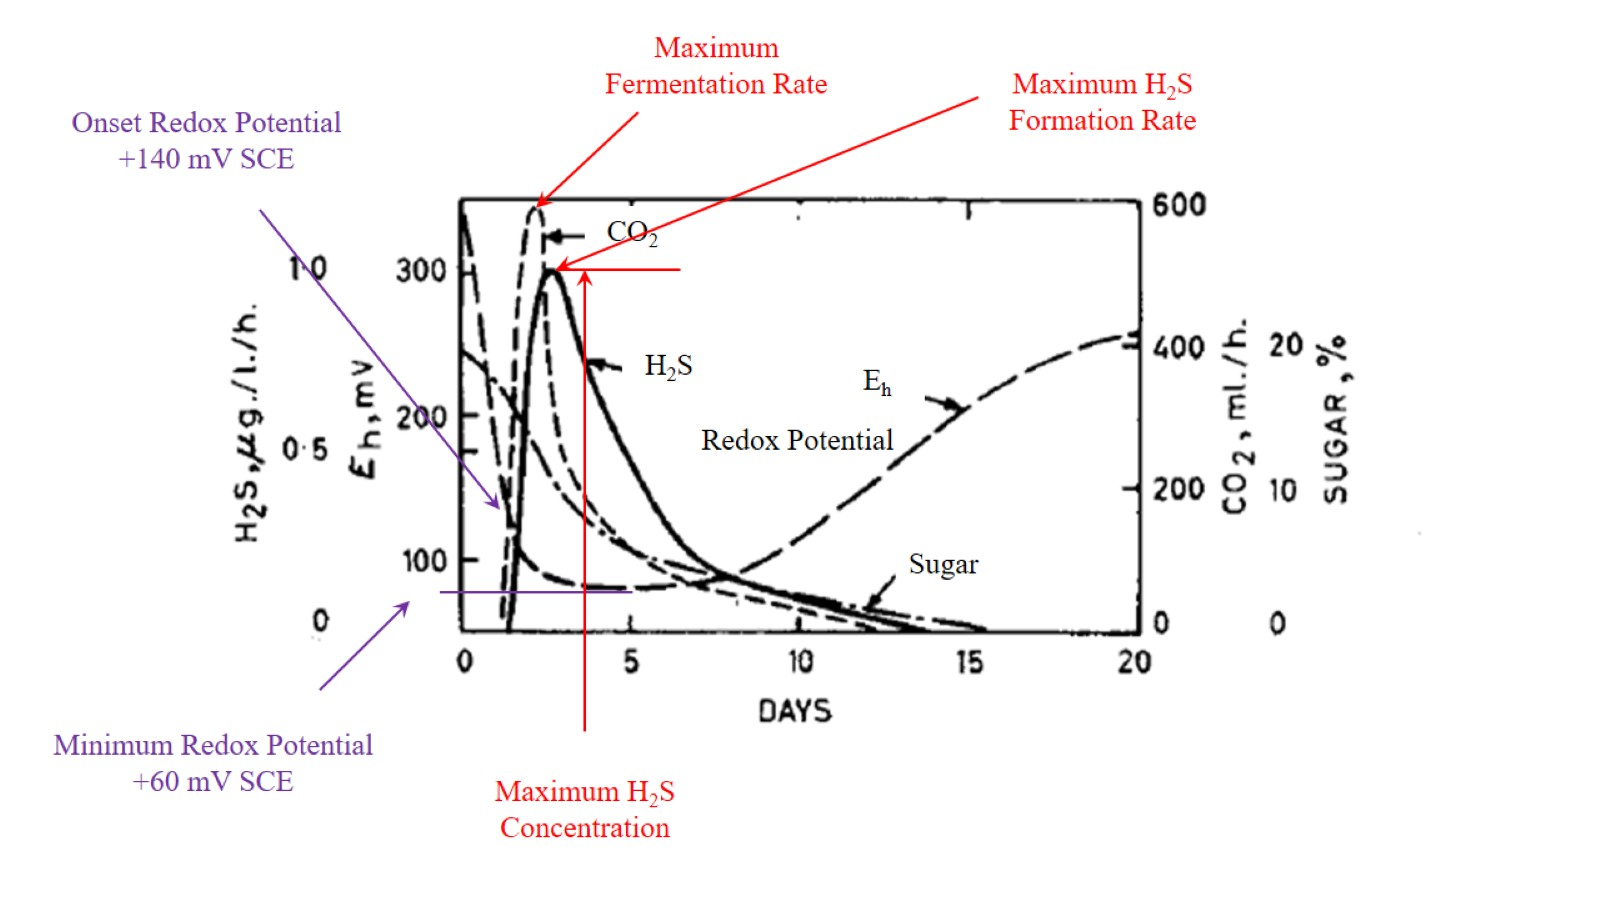 Maximum
Fermentation Rate
Maximum H₂S
Formation Rate
Onset Redox Potential
+140 mV SCE
600
CO₂
1.0
300
H₂S, μg./l./h.
Eh, mV
H₂S
Eh
400
CO₂, ml./h.
20
SUGAR, %
200
Redox Potential
0.5
200
10
100
Sugar
0
0
0
0
5
10
15
20
DAYS
Minimum Redox Potential
+60 mV SCE
Maximum H₂S
Concentration